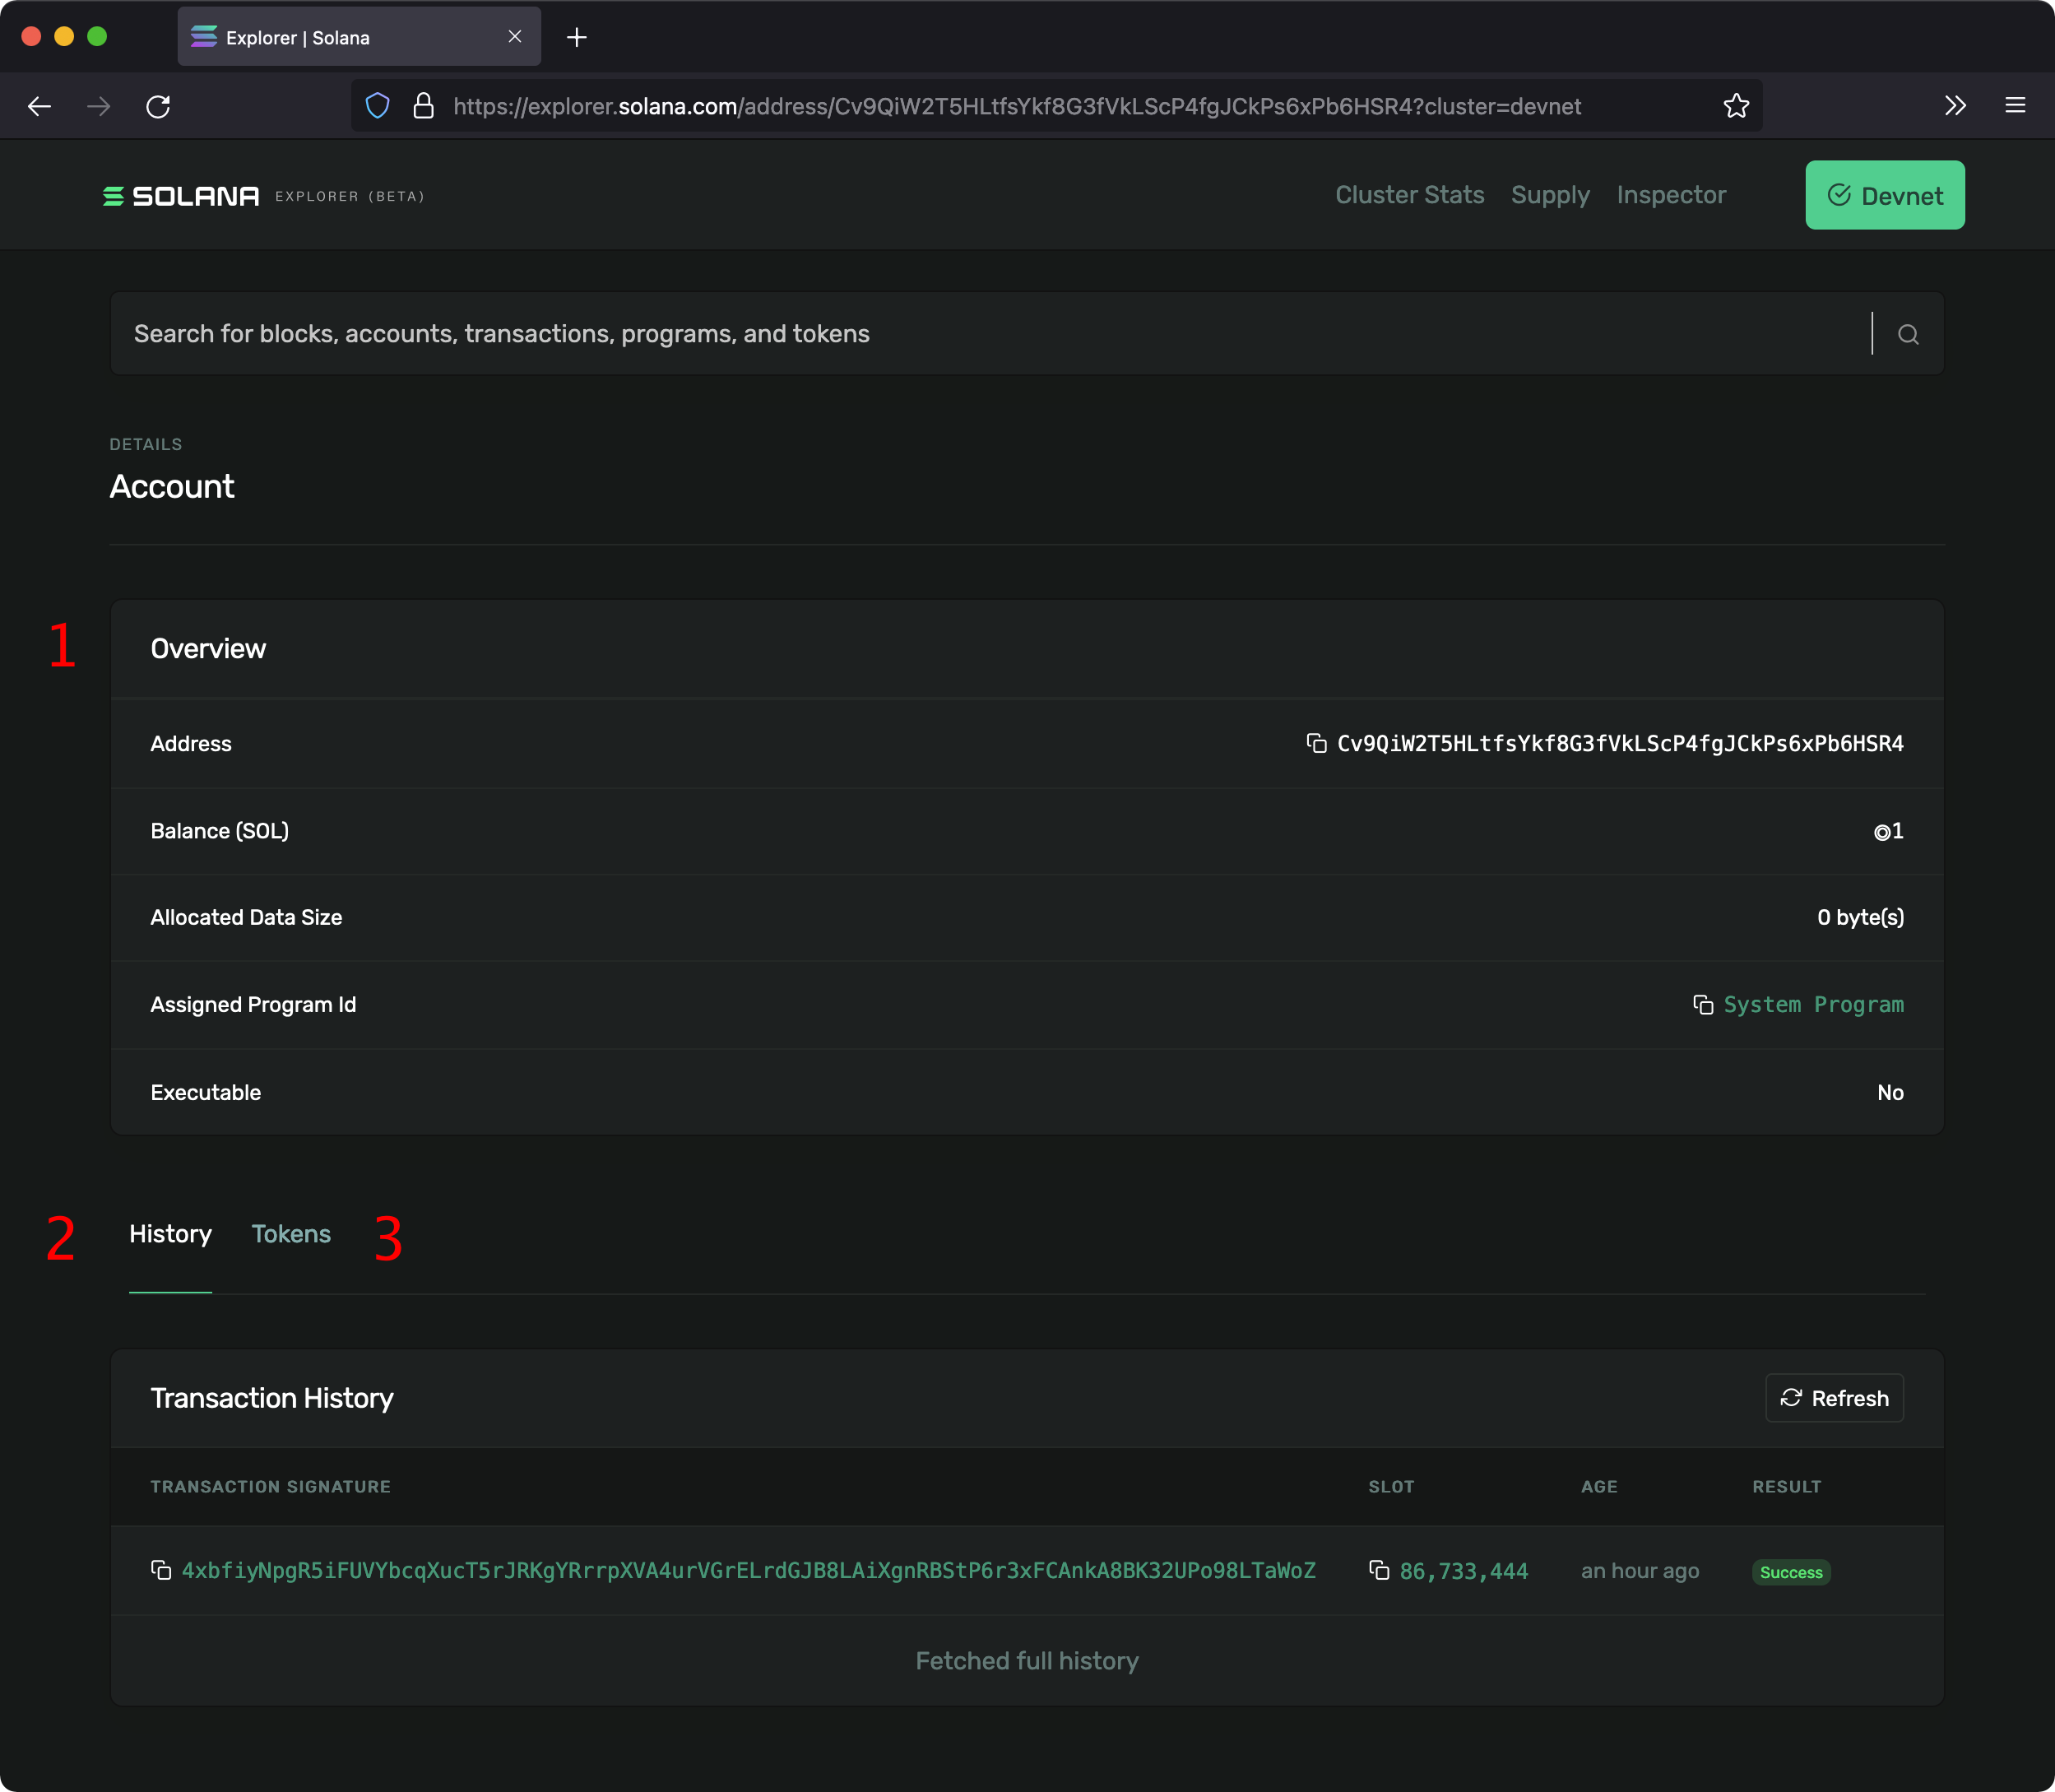 Explorer | Solana
https://explorer.solana.com/address/Cv9QiW2T5HLtfsYkf8G3fVkLScP4fgJCkPs6xPb6HSR4?cluster=devnet
SOLANA EXPLORER (BETA)
Cluster Stats Supply Inspector Devnet
Search for blocks, accounts, transactions, programs, and tokens
DETAILS
Account
1 Overview
Address Cv9QiW2T5HLtfsYkf8G3fVkLScP4fgJCkPs6xPb6HSR4
Balance (SOL) ◎1
Allocated Data Size 0 byte(s)
Assigned Program Id System Program
Executable No
2 History Tokens 3
Transaction History Refresh
TRANSACTION SIGNATURE SLOT AGE RESULT
4xbfiyNpgR5iFUVYbcqXucT5rJRKgYRrrpXVA4urVGrELrdGJB8LAiXgnRBStP6r3xFCAnkA8BK32UPo98LTaWoZ 86,733,444 an hour ago Success
Fetched full history